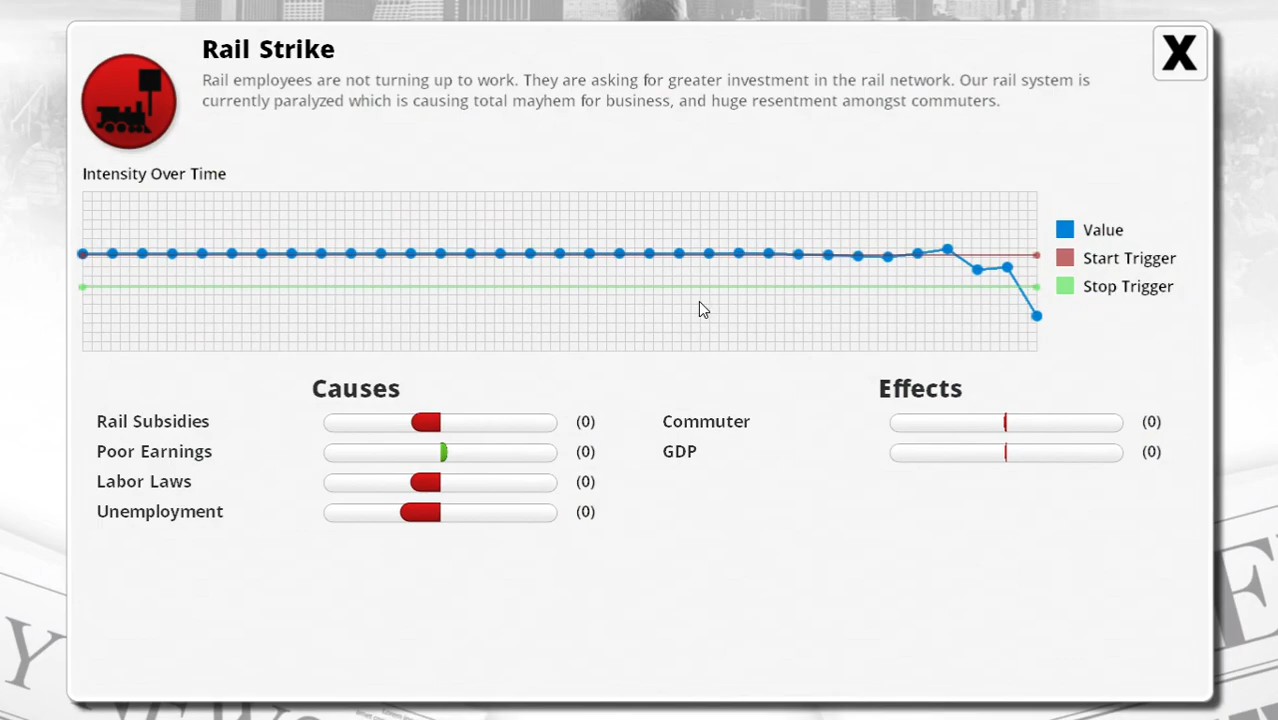 Rail Strike
X
Rail employees are not turning up to work. They are asking for greater investment in the rail network. Our rail system is
currently paralyzed which is causing total mayhem for business, and huge resentment amongst commuters.
Intensity Over Time
Value
Start Trigger
Stop Trigger
Causes
Rail Subsidies (0)
Poor Earnings (0)
Labor Laws (0)
Unemployment (0)
Effects
Commuter (0)
GDP (0)